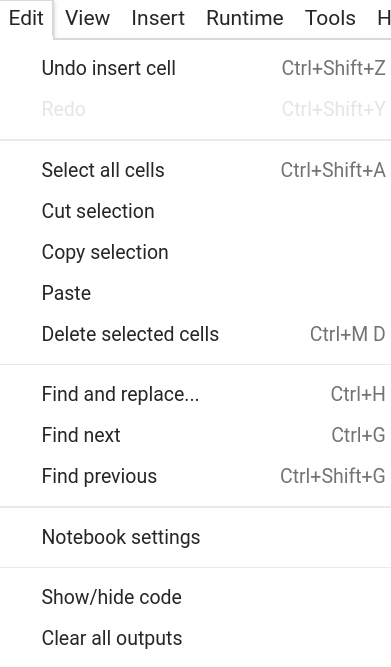 Edit View Insert Runtime Tools H
Undo insert cell Ctrl+Shift+Z
Redo Ctrl+Shift+Y
Select all cells Ctrl+Shift+A
Cut selection
Copy selection
Paste
Delete selected cells Ctrl+M D
Find and replace... Ctrl+H
Find next Ctrl+G
Find previous Ctrl+Shift+G
Notebook settings
Show/hide code
Clear all outputs